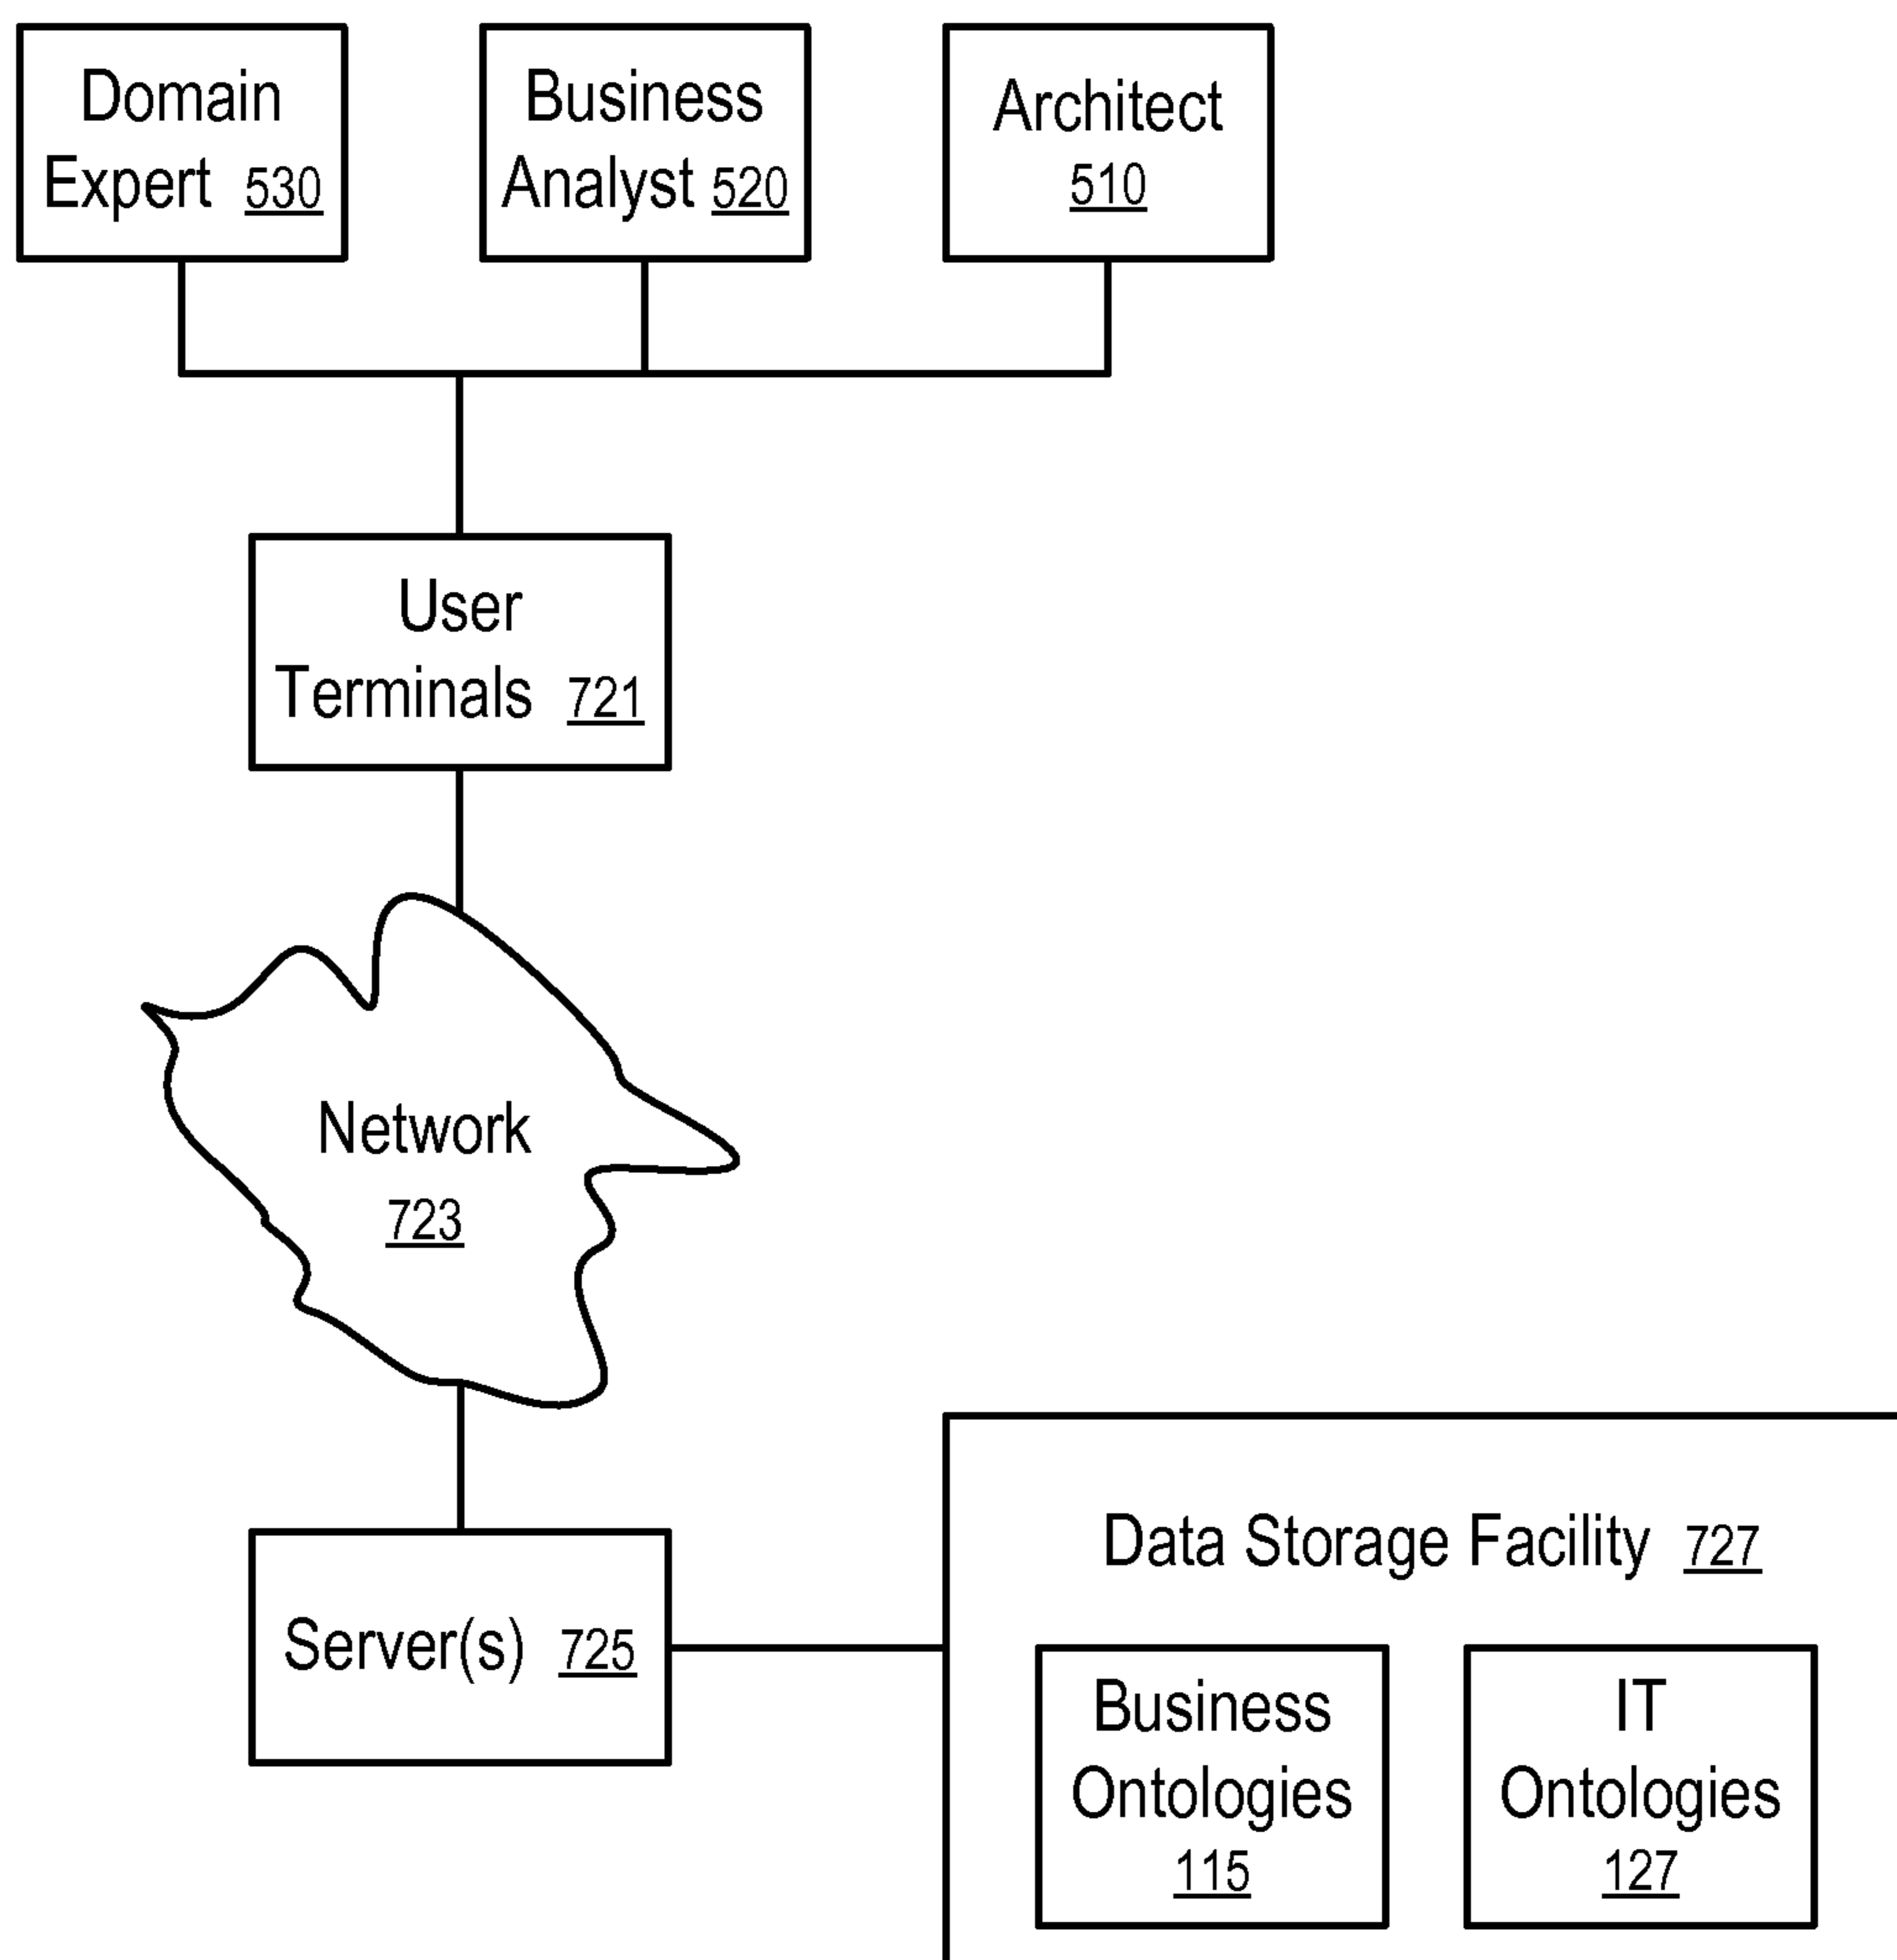 Domain
Expert 530
Business
Analyst 520
Architect
510
User
Terminals 721
Network
723
Server(s) 725
Data Storage Facility 727
Business
Ontologies
115
IT
Ontologies
127